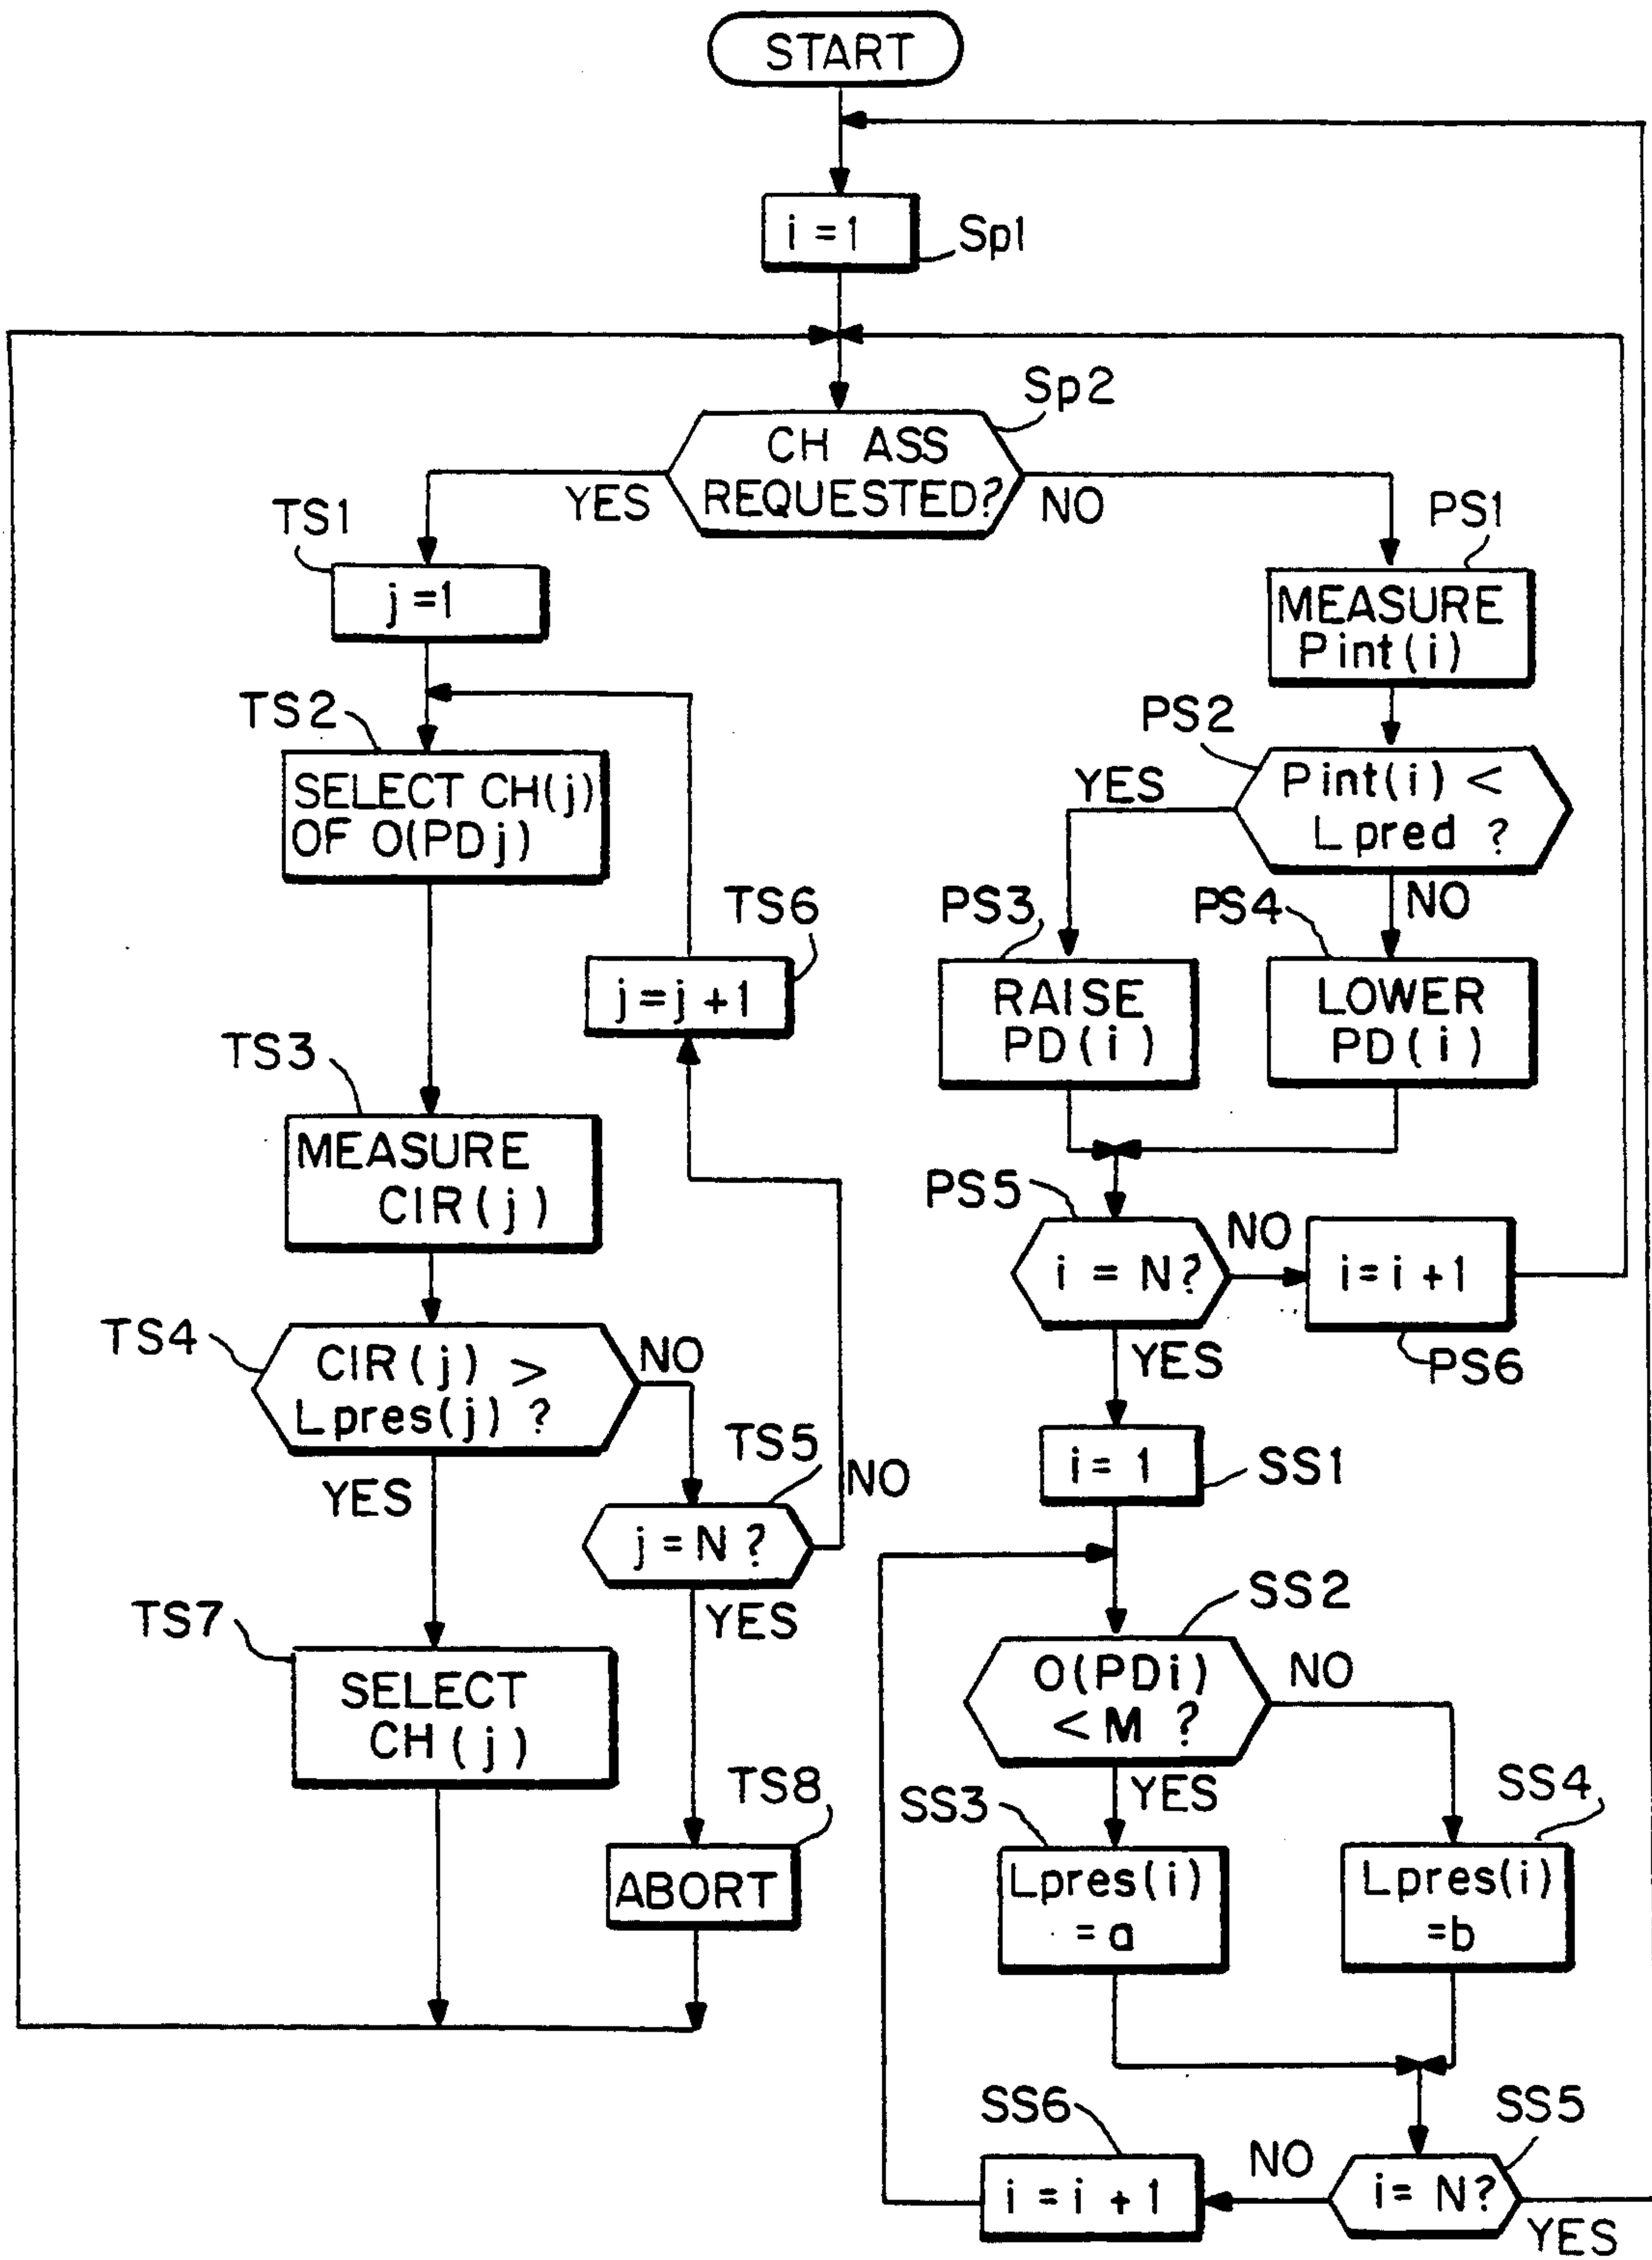 START
i = 1
Sp1
Sp2
CH ASS
REQUESTED?
YES
NO
TS1
j = 1
PS1
MEASURE
Pint(i)
TS2
SELECT CH(j)
OF O(PDj)
PS2
Pint(i) <
Lpred ?
YES
NO
TS6
j = j + 1
PS3
RAISE
PD(i)
PS4
LOWER
PD(i)
TS3
MEASURE
CIR(j)
PS5
i = N?
NO
i = i + 1
PS6
YES
TS4
CIR(j) >
Lpres(j) ?
NO
YES
TS5
j = N ?
NO
YES
i = 1
SS1
SS2
O(PDi)
< M ?
NO
YES
TS7
SELECT
CH(j)
TS8
ABORT
SS3
Lpres(i)
= a
SS4
Lpres(i)
= b
SS6
i = i + 1
NO
SS5
i = N?
YES